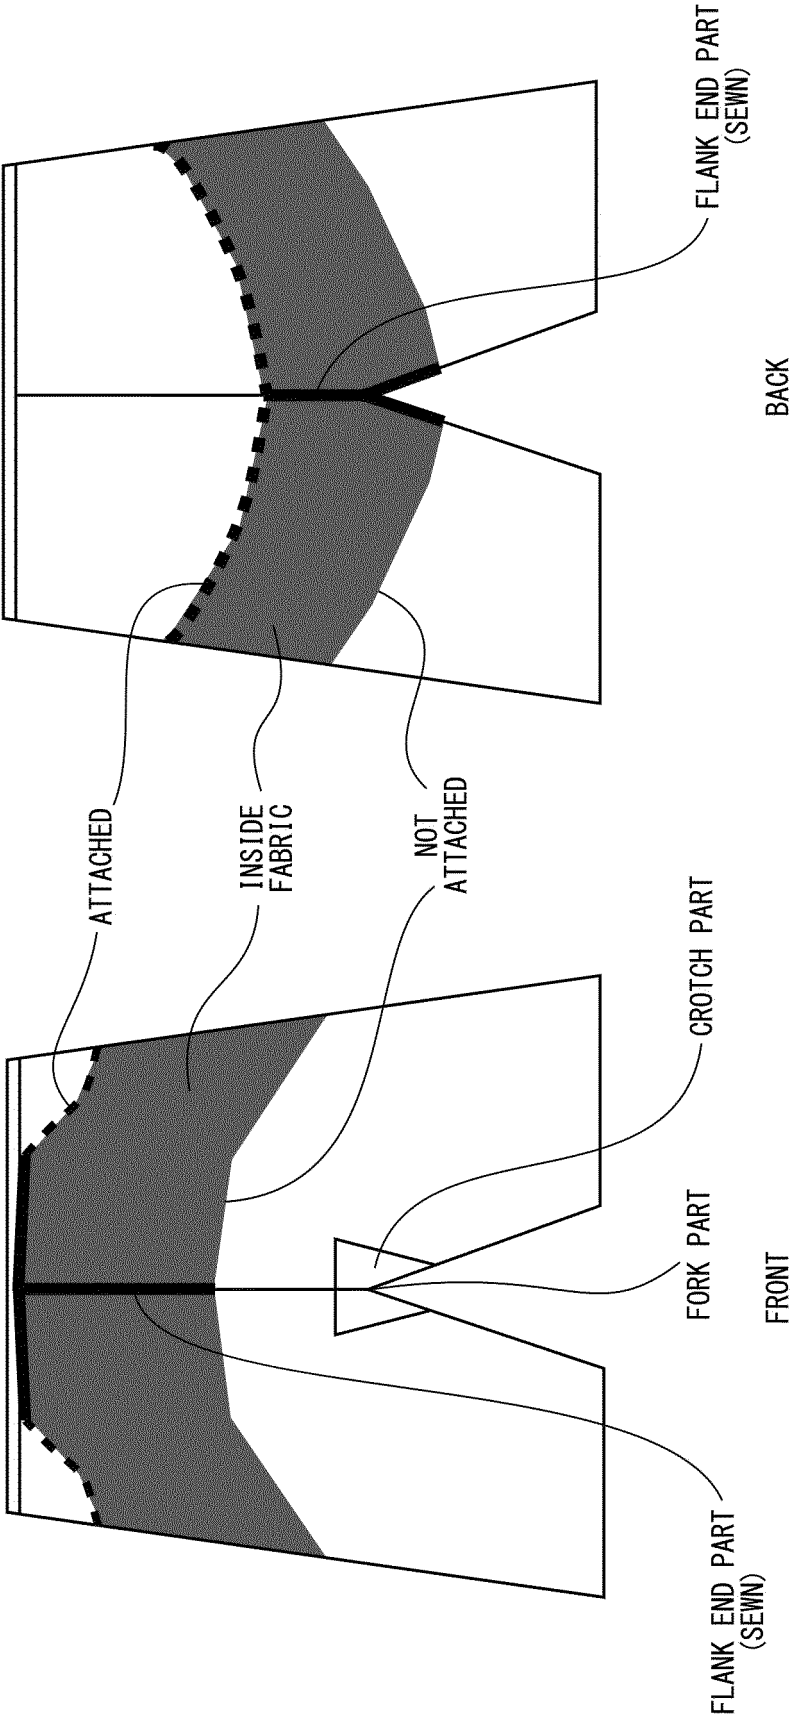 ATTACHED
INSIDE
FABRIC
NOT
ATTACHED
FLANK END PART
(SEWN)
CROTCH PART
FORK PART
FLANK END PART
(SEWN)
FRONT
BACK